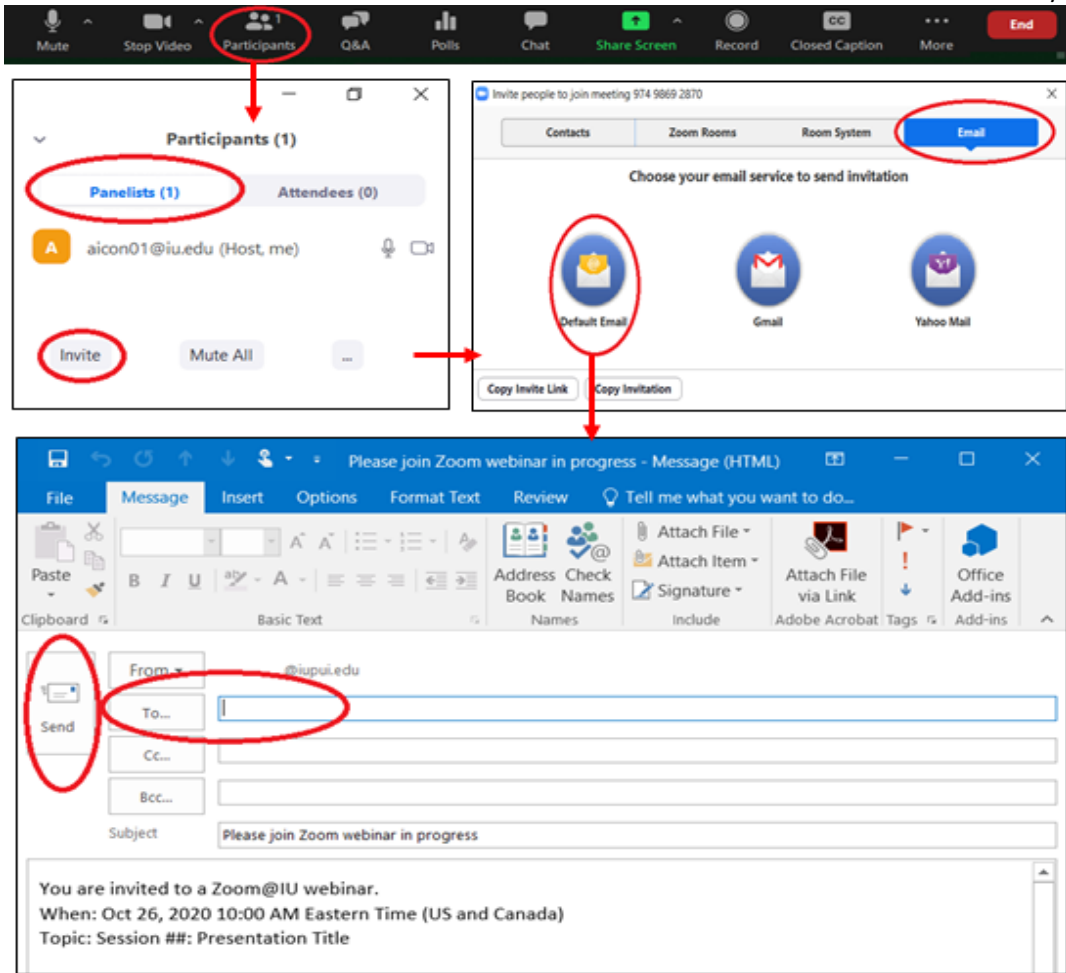 1
Mute Stop Video Participants Q&A Polls Chat Share Screen Record Closed Caption More End
Participants (1)
Panelists (1) Attendees (0)
A aicon01@iu.edu (Host, me)
Invite Mute All ...
Invite people to join meeting 974 9869 2870
Contacts Zoom Rooms Room System Email
Choose your email service to send invitation
Default Email Gmail Yahoo Mail
Copy Invite Link Copy Invitation
Please join Zoom webinar in progress - Message (HTML)
File Message Insert Options Format Text Review Tell me what you want to do...
Paste
B I U
Address Book
Check Names
Attach File
Attach Item
Signature
Attach File via Link
Office Add-ins
Clipboard Basic Text Names Include Adobe Acrobat Tags Add-ins
From @iupui.edu
Send
To...
Cc...
Bcc...
Subject Please join Zoom webinar in progress
You are invited to a Zoom@IU webinar.
When: Oct 26, 2020 10:00 AM Eastern Time (US and Canada)
Topic: Session ##: Presentation Title